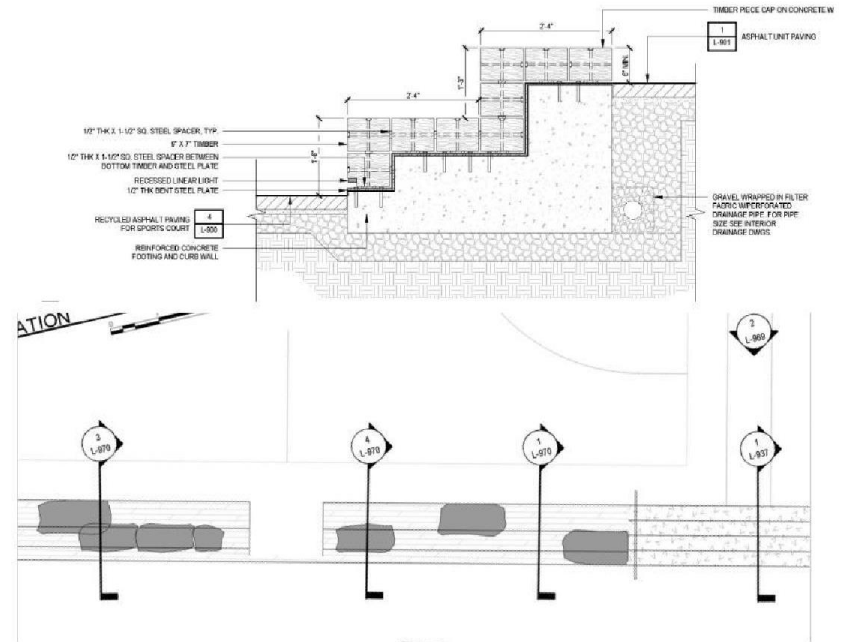 TIMBER PIECE CAP ON CONCRETE W
2'-4"
1
L-901
ASPHALT UNIT PAVING
6" MIN.
1'-3"
2'-4"
1/2" THK X 1-1/2" SQ. STEEL SPACER, TYP.
1'-6"
9" X 7" TIMBER
1/2" THK X 1-1/2" SQ. STEEL SPACER BETWEEN
BOTTOM TIMBER AND STEEL PLATE
RECESSED LINEAR LIGHT
1/2" THK BENT STEEL PLATE
RECYCLED ASPHALT PAVING
FOR SPORTS COURT
4
L-900
REINFORCED CONCRETE
FOOTING AND CURB WALL
GRAVEL WRAPPED IN FILTER
FABRIC W/PERFORATED
DRAINAGE PIPE. FOR PIPE
SIZE SEE INTERIOR
DRAINAGE DWGS.
ATION
0
2
L-969
3
L-970
4
L-970
1
L-970
1
L-937